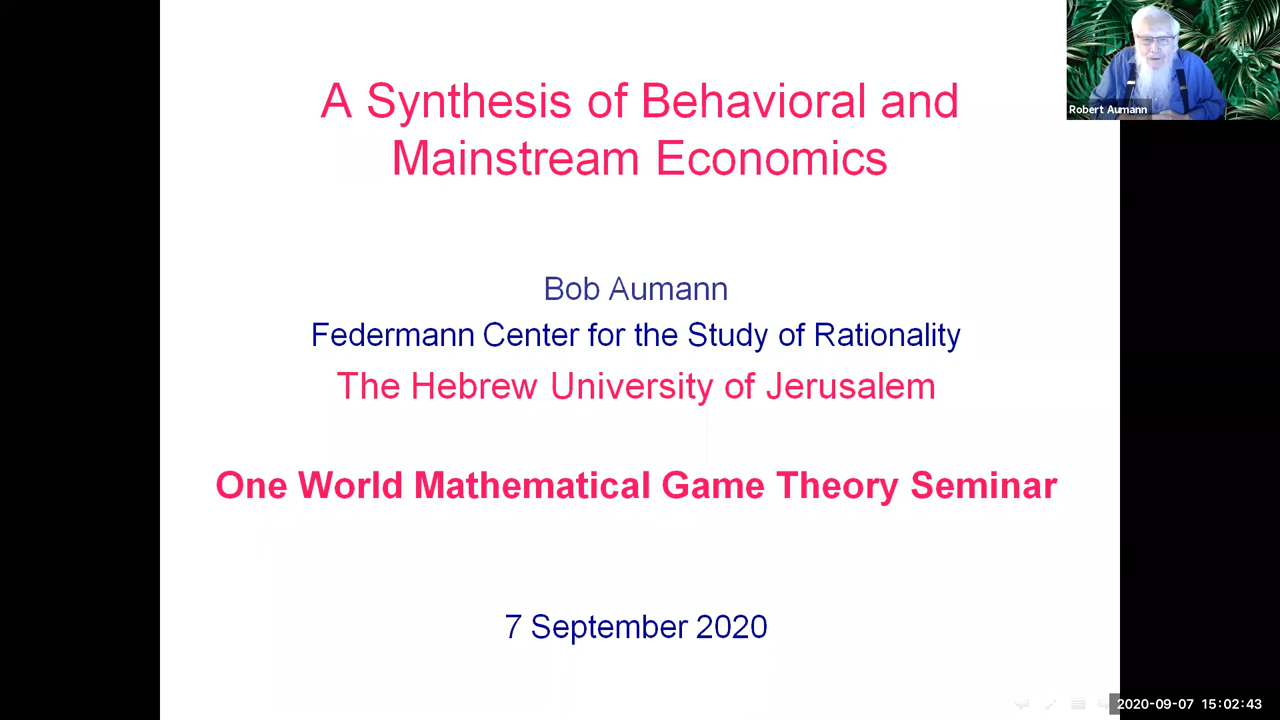 A Synthesis of Behavioral and
Mainstream Economics
Robert Aumann
Bob Aumann
Federmann Center for the Study of Rationality
The Hebrew University of Jerusalem
One World Mathematical Game Theory Seminar
7 September 2020
2020-09-07 15:02:43